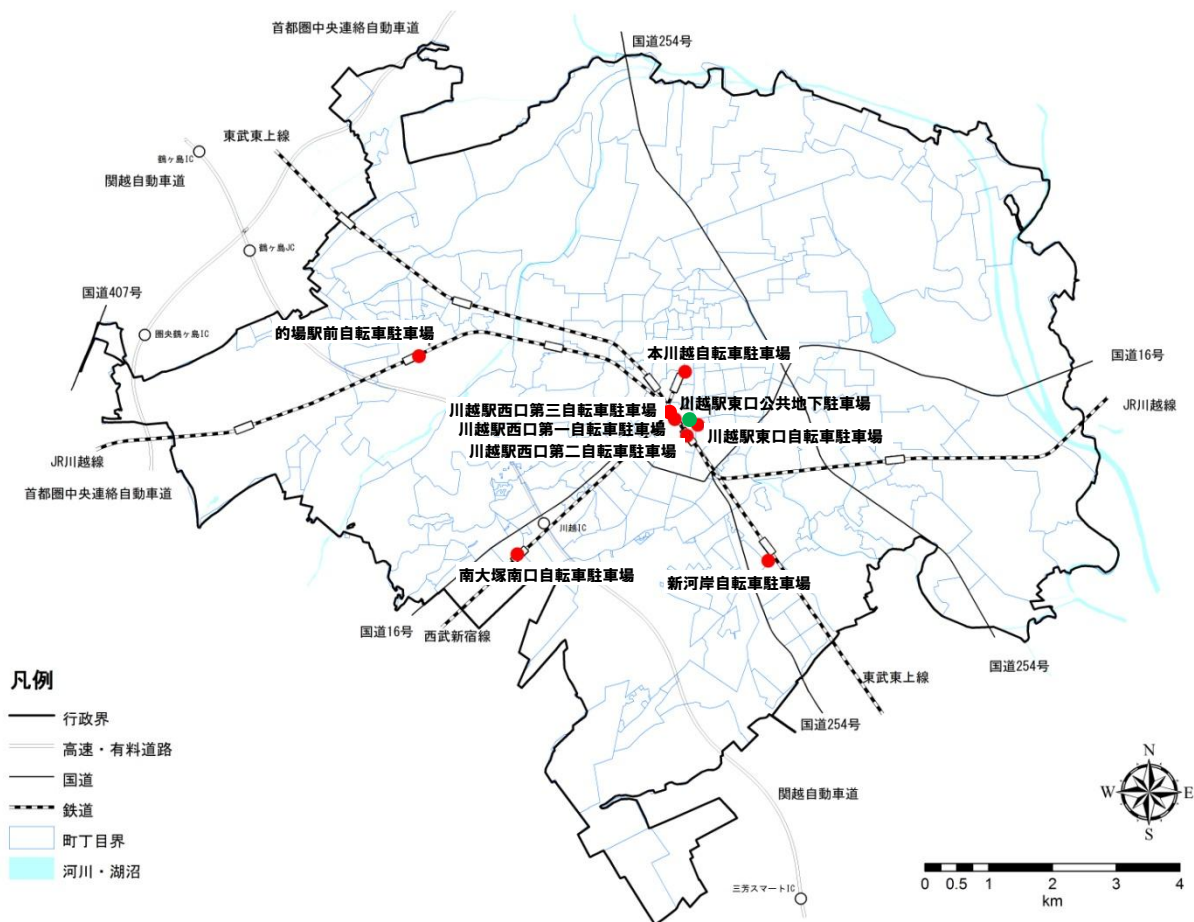 首都圏中央連絡自動車道
国道254号
東武東上線
鶴ヶ島IC
関越自動車道
鶴ヶ島JC
国道407号
圏央鶴ヶ島IC
的場駅前自転車駐車場
本川越自転車駐車場
国道16号
川越駅西口第三自転車駐車場
川越駅東口公共地下駐車場
JR川越線
川越駅西口第一自転車駐車場
川越駅東口自転車駐車場
川越駅西口第二自転車駐車場
JR川越線
首都圏中央連絡自動車道
川越IC
南大塚南口自転車駐車場
新河岸自転車駐車場
国道16号
西武新宿線
国道254号
東武東上線
国道254号
関越自動車道
三芳スマートIC
凡例
行政界
高速・有料道路
国道
鉄道
町丁目界
河川・湖沼
N
W E
S
0 0.5 1 2 3 4
km